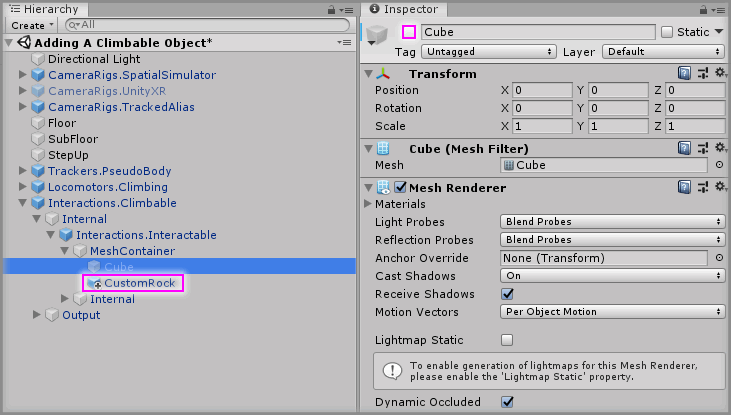 Hierarchy
Create
All
Adding A Climbable Object*
Directional Light
CameraRigs.SpatialSimulator
CameraRigs.UnityXR
CameraRigs.TrackedAlias
Floor
SubFloor
StepUp
Trackers.PseudoBody
Locomotors.Climbing
Interactions.Climbable
Internal
Interactions.Interactable
MeshContainer
Cube
CustomRock
Internal
Output
Inspector
Cube Static
Tag Untagged Layer Default
Transform
Position X 0 Y 0 Z 0
Rotation X 0 Y 0 Z 0
Scale X 1 Y 1 Z 1
Cube (Mesh Filter)
Mesh Cube
Mesh Renderer
Materials
Light Probes Blend Probes
Reflection Probes Blend Probes
Anchor Override None (Transform)
Cast Shadows On
Receive Shadows
Motion Vectors Per Object Motion
Lightmap Static
To enable generation of lightmaps for this Mesh Renderer,
please enable the 'Lightmap Static' property.
Dynamic Occluded